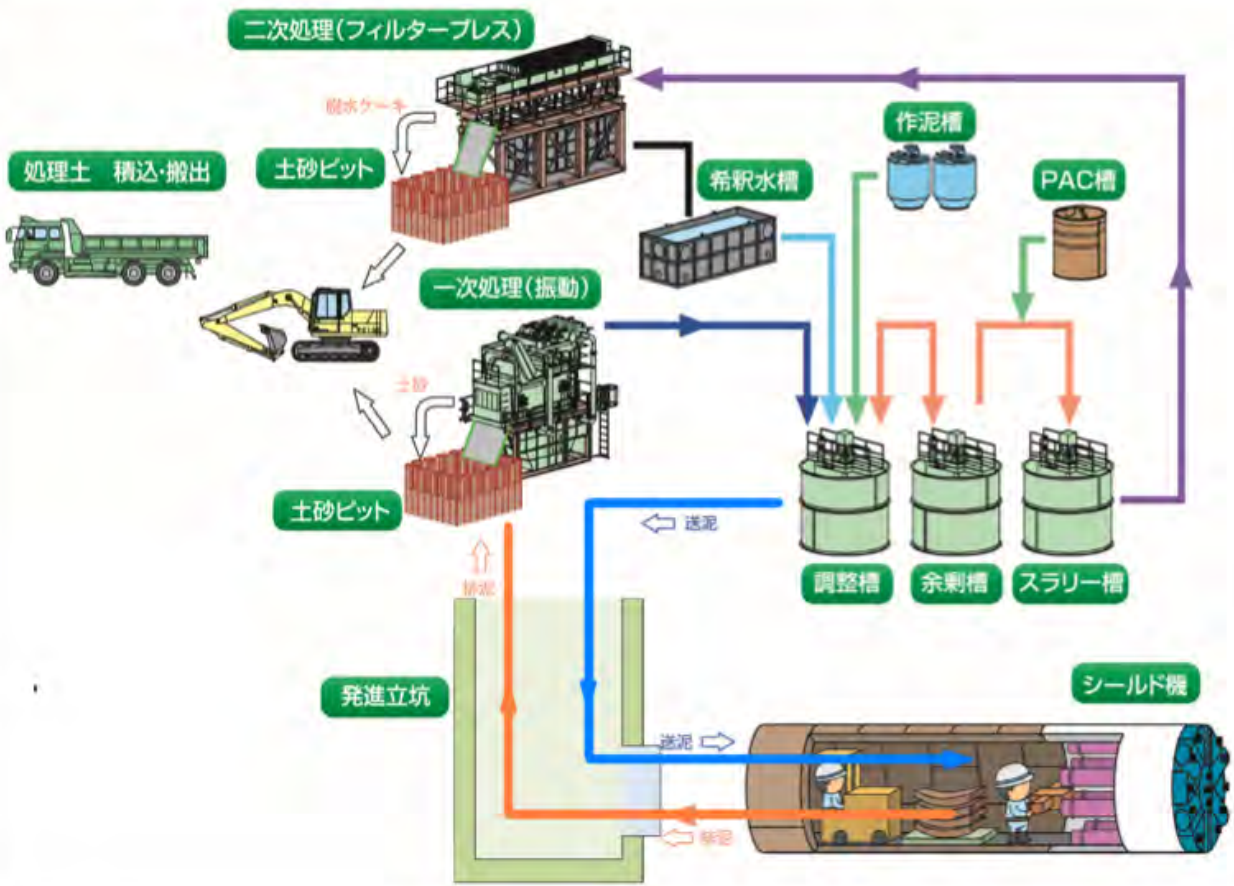 二次処理(フィルタープレス)
脱水ケーキ
土砂ピット
処理土 積込・搬出
作泥槽
PAC槽
希釈水槽
一次処理(振動)
土砂
土砂ピット
送泥
排泥
調整槽
余剰槽
スラリー槽
発進立坑
シールド機
送泥
排泥